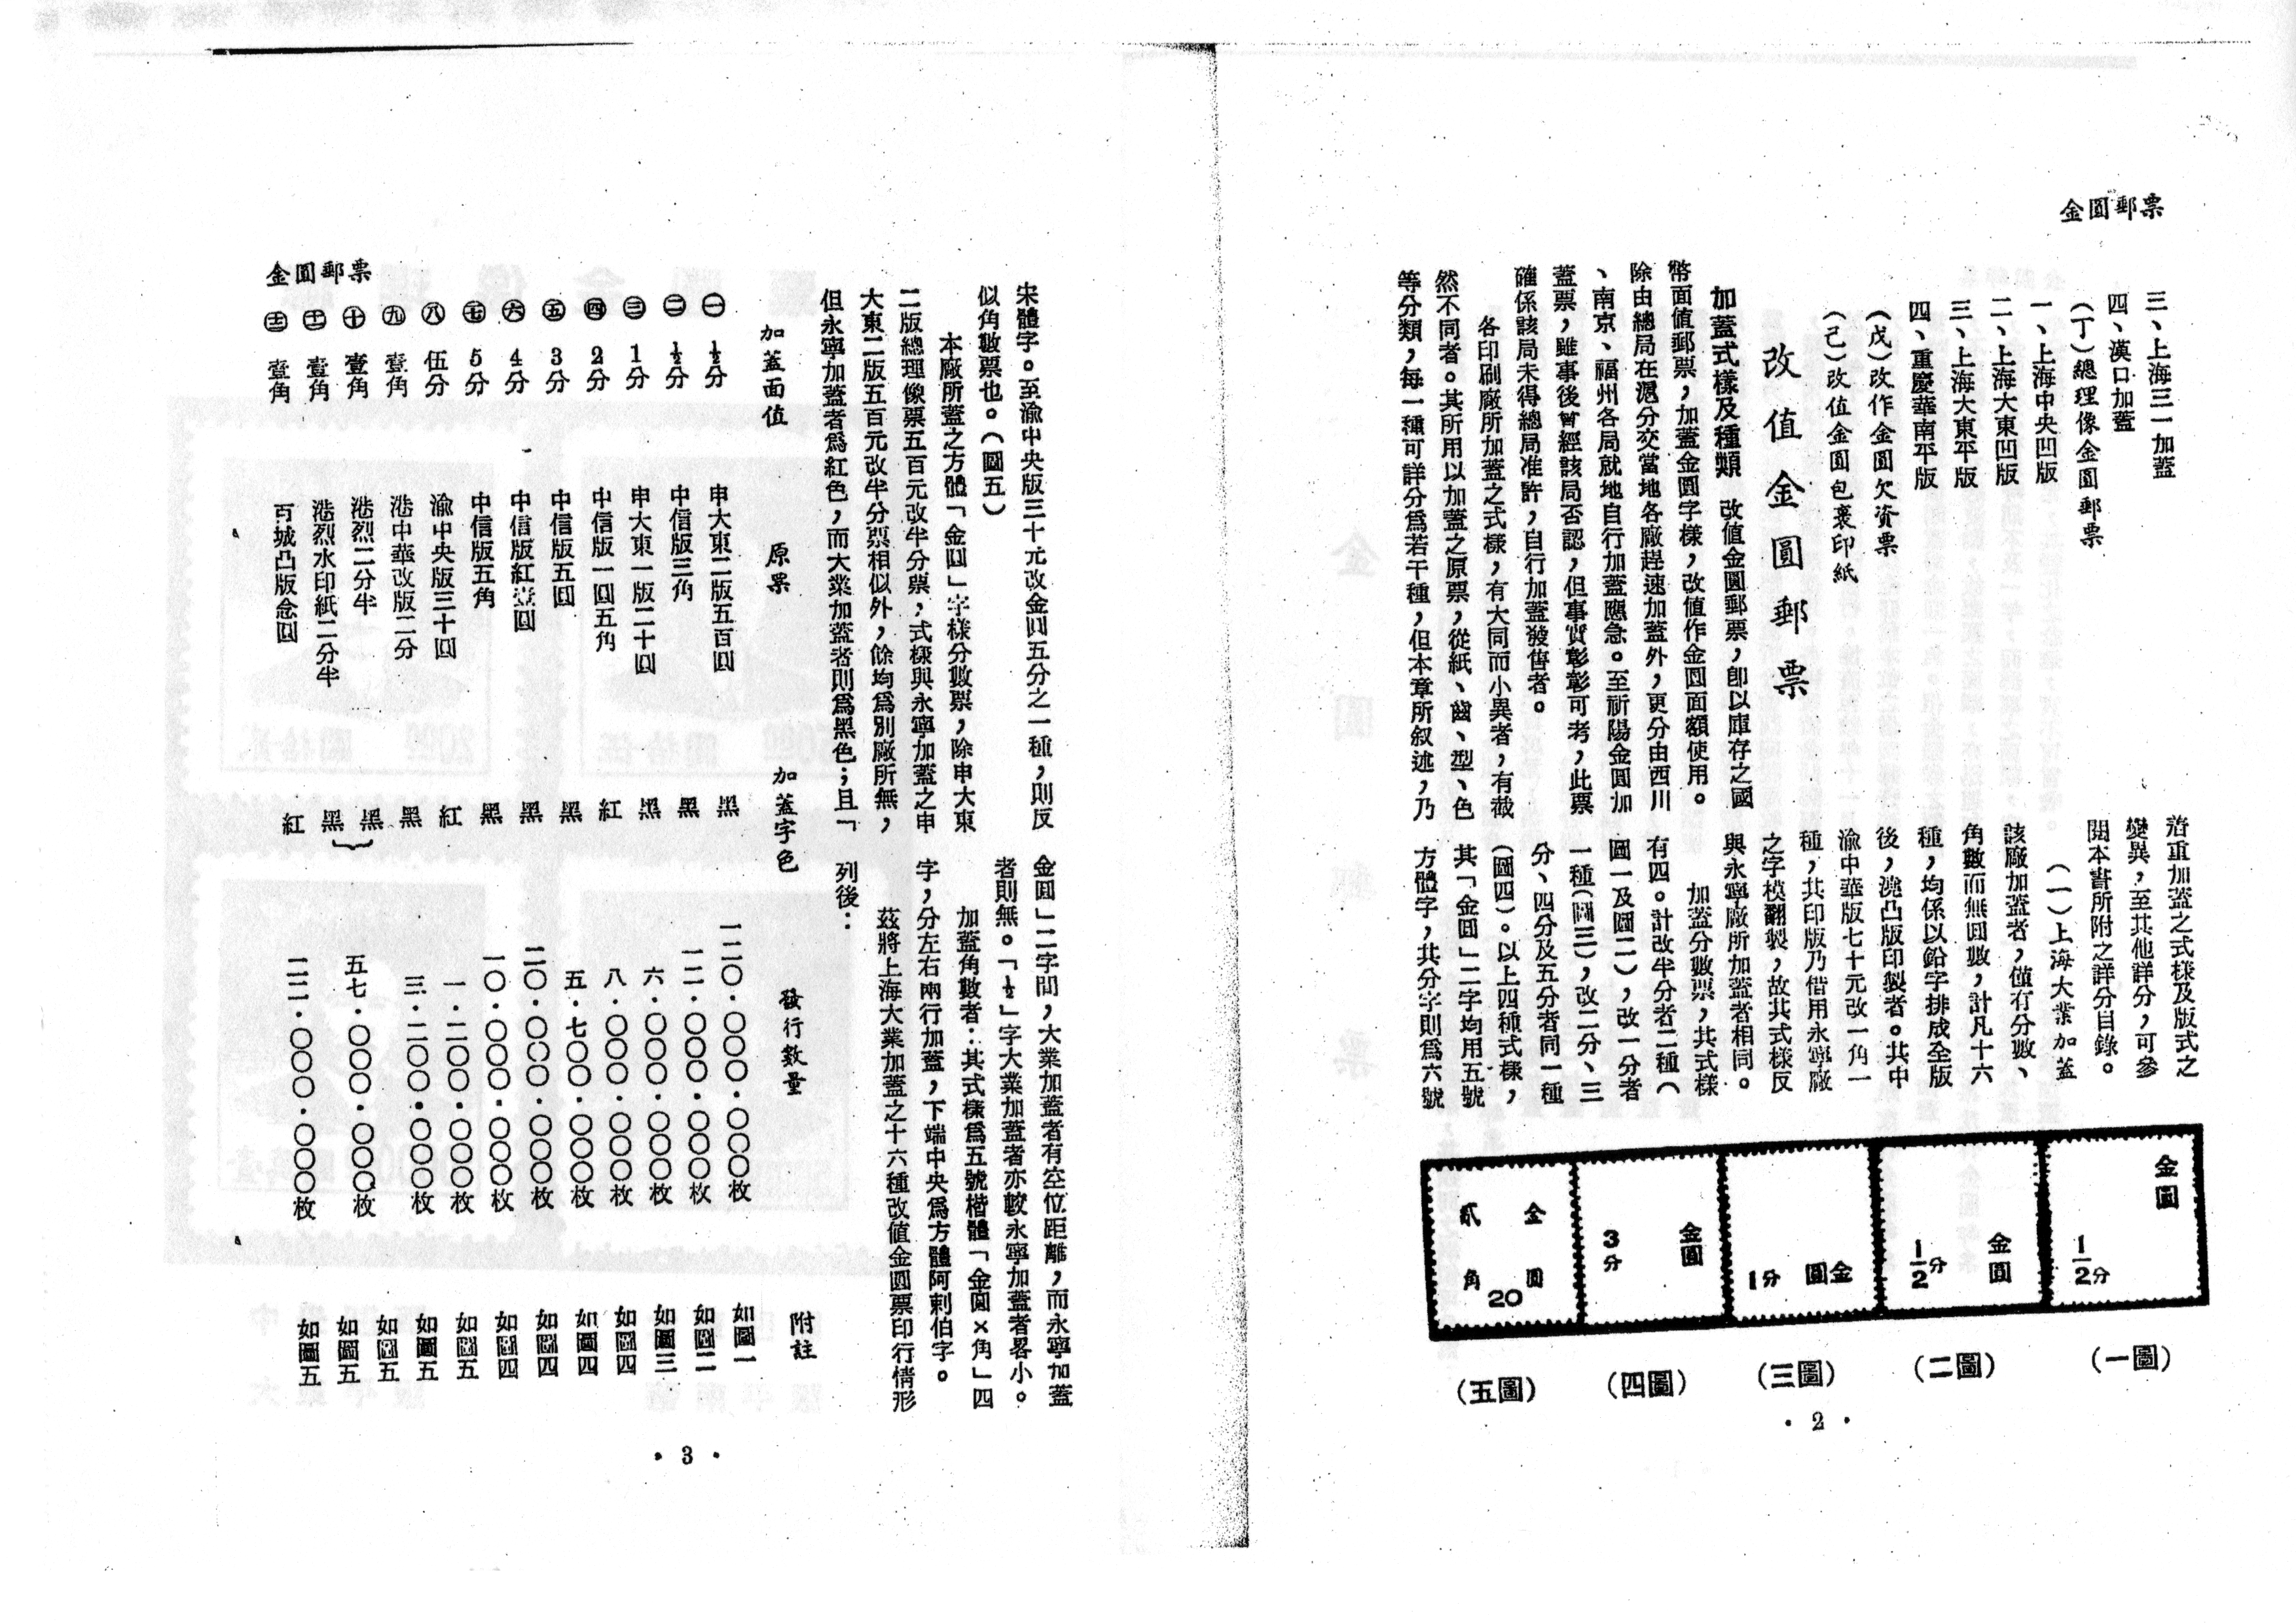 金圓郵票
三、上海三一加蓋
四、漢口加蓋
（丁）總理像金圓郵票
一、上海中央凹版
二、上海大東凹版
三、上海大東平版
四、重慶華南平版
（戊）改作金圓欠資票
（己）改值金圓包裹印紙
改值金圓郵票
加蓋式樣及種類　改值金圓郵票，卽以庫存之國
幣面值郵票，加蓋金圓字樣，改值作金圓面額使用。
除由總局在滬分交當地各廠趕速加蓋外，更分由西川
、南京、福州各局就地自行加蓋應急。至祈陽金圓加
蓋票，雖事後曾經該局否認，但事實彰彰可考，此票
確係該局未得總局准許，自行加蓋發售者。
各印刷廠所加蓋之式樣，有大同而小異者，有截
然不同者。其所用以加蓋之原票，從紙、齒、型、色
等分類，每一種可詳分爲若干種，但本章所叙述，乃
著重加蓋之式樣及版式之
變異，至其他詳分，可參
閱本書所附之詳分目錄。
（一）上海大業加蓋
該廠加蓋者，僅有分數、
角數而無圓數，計凡十六
種，均係以鉛字排成全版
後，澆凸版印製者。其中
渝中華版七十元改一角一
種，其印版乃借用永寧廠
之字模翻製，故其式樣反
與永寧廠所加蓋者相同。
加蓋分數票，其式樣
有四。計改半分者二種（
圖一及圖二），改一分者
一種（圖三），改二分、三
分、四分及五分者同一種
（圖四）。以上四種式樣，
其「金圓」二字均用五號
方體字，其分字則爲六號
金圓
1/2分
金圓
1/2分
圓金
1分
金圓
3分
金圓
貳角
20
（一圖）
（二圖）
（三圖）
（四圖）
（五圖）
・2・
宋體字。至渝中央版三十元改金圓五分之一種，則反
似角數票也。（圖五）
本廠所蓋之方體「金圓」字樣分數票，除申大東
二版總理像票五百元改半分票，式樣與永寧加蓋之申
大東二版五百元改半分票相似外，餘均爲別廠所無，
但永寧加蓋者爲紅色，而大業加蓋者則爲黑色；且「
金圓」二字間，大業加蓋者有空位距離，而永寧加蓋
者則無。「½」字大業加蓋者亦較永寧加蓋者畧小。
加蓋角數者：其式樣爲五號楷體「金圓×角」四
字，分左右兩行加蓋，下端中央爲方體阿剌伯字。
茲將上海大業加蓋之十六種改值金圓票印行情形
列後：
加蓋面值　原票　加蓋字色　發行數量　附註
㊀　½分　申大東二版五百圓　黑　一二〇・〇〇〇・〇〇〇枚　如圖一
㊁　½分　中信版三角　黑　一二・〇〇〇・〇〇〇枚　如圖二
㊂　1分　申大東一版二十圓　黑　六・〇〇〇・〇〇〇枚　如圖三
㊃　2分　中信版一圓五角　紅　八・〇〇〇・〇〇〇枚　如圖四
㊄　3分　中信版五圓　黑　五・七〇〇・〇〇〇枚　如圖四
㊅　4分　中信版紅壹圓　黑　二〇・〇〇〇・〇〇〇枚　如圖四
㊆　5分　中信版五角　黑　一〇・〇〇〇・〇〇〇枚　如圖四
㊇　伍分　渝中央版三十圓　紅　一・二〇〇・〇〇〇枚　如圖五
㊈　壹角　港中華改版二分　黑　三・二〇〇・〇〇〇枚　如圖五
㊉　壹角　港烈二分半　黑　五七・〇〇〇・〇〇〇枚　如圖五
⑪　壹角　港烈水印紙二分半　黑　如圖五
⑫　壹角　百城凸版念圓　紅　二二・〇〇〇・〇〇〇枚　如圖五
金圓郵票
・3・